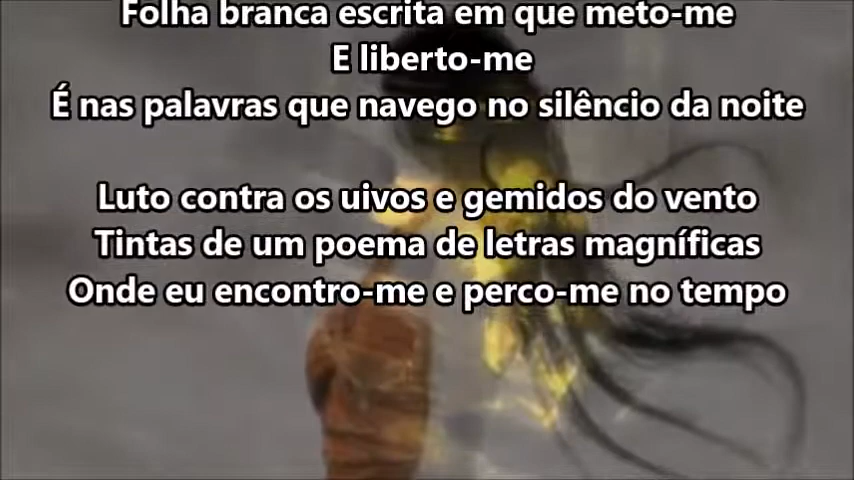 Folha branca escrita em que meto-me
E liberto-me
É nas palavras que navego no silêncio da noite
Luto contra os uivos e gemidos do vento
Tintas de um poema de letras magníficas
Onde eu encontro-me e perco-me no tempo